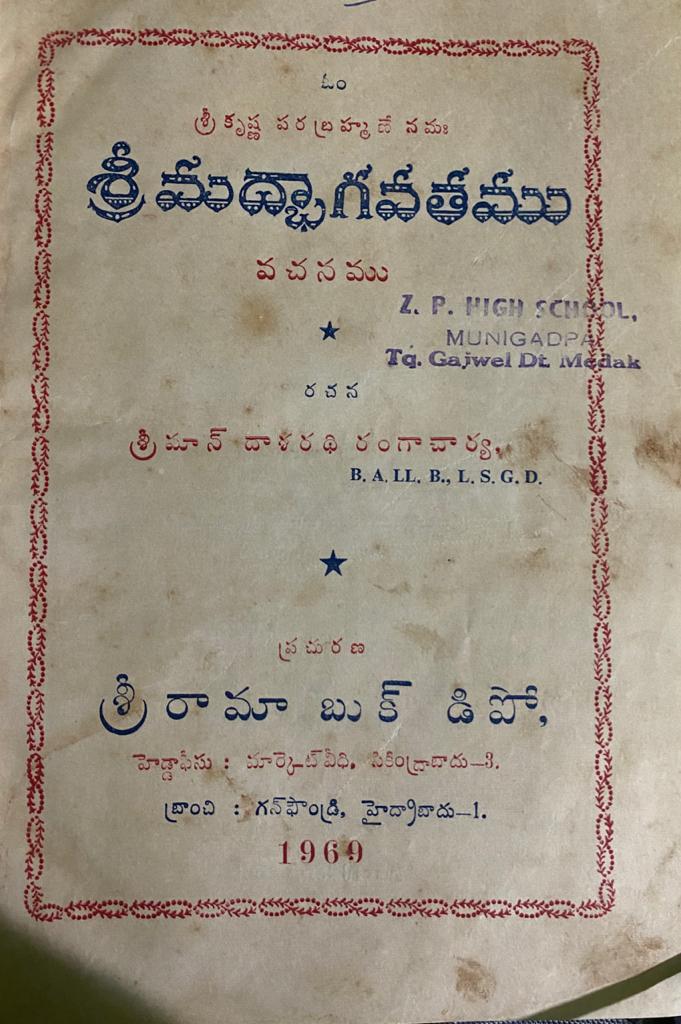 ఓం
శ్రీ కృష్ణ పరబ్రహ్మణే నమః
శ్రీమద్భాగవతము
వచనము
Z. P. HIGH SCHOOL,
MUNIGADPA
Tq. Gajwel Dt. Medak
రచన
శ్రీమాన్ దాశరథి రంగాచార్య,
B. A. LL. B., L. S. G. D.
ప్రచురణ
శ్రీ రామా బుక్ డిపో,
హెడ్డాఫీసు : మార్కెట్‌వీధి, సికింద్రాబాదు—3.
బ్రాంచి : గన్‌ఫౌండ్రి, హైద్రాబాదు—1.
1969